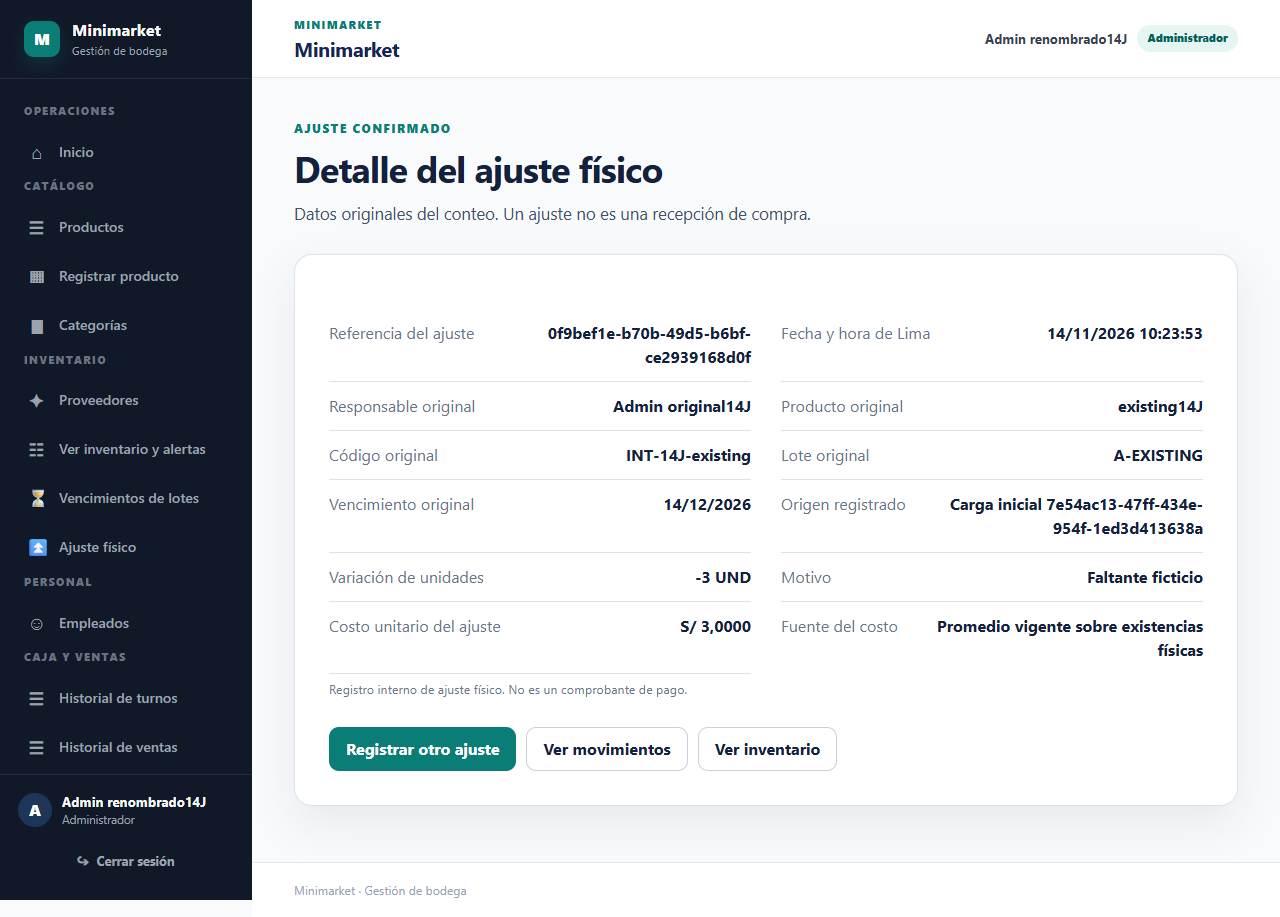 M
Minimarket
Gestión de bodega
OPERACIONES
Inicio
CATÁLOGO
Productos
Registrar producto
Categorías
INVENTARIO
Proveedores
Ver inventario y alertas
Vencimientos de lotes
Ajuste físico
PERSONAL
Empleados
CAJA Y VENTAS
Historial de turnos
Historial de ventas
A
Admin renombrado14J
Administrador
Cerrar sesión
MINIMARKET
Minimarket
Admin renombrado14J
Administrador
AJUSTE CONFIRMADO
Detalle del ajuste físico
Datos originales del conteo. Un ajuste no es una recepción de compra.
Referencia del ajuste
0f9bef1e-b70b-49d5-b6bf-
ce2939168d0f
Fecha y hora de Lima
14/11/2026 10:23:53
Responsable original
Admin original14J
Producto original
existing14J
Código original
INT-14J-existing
Lote original
A-EXISTING
Vencimiento original
14/12/2026
Origen registrado
Carga inicial 7e54ac13-47ff-434e-
954f-1ed3d413638a
Variación de unidades
-3 UND
Motivo
Faltante ficticio
Costo unitario del ajuste
S/ 3,0000
Fuente del costo
Promedio vigente sobre existencias
físicas
Registro interno de ajuste físico. No es un comprobante de pago.
Registrar otro ajuste
Ver movimientos
Ver inventario
Minimarket · Gestión de bodega